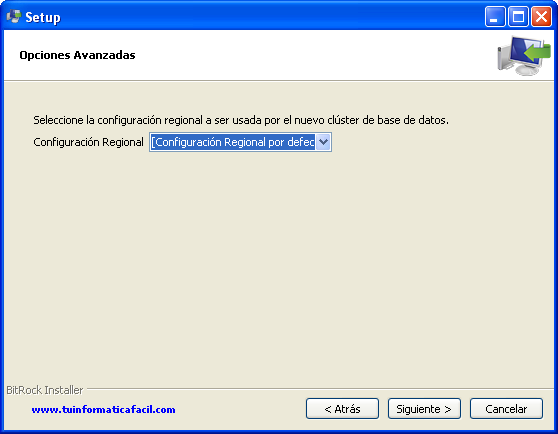 Setup
Opciones Avanzadas
Seleccione la configuración regional a ser usada por el nuevo clúster de base de datos.
Configuración Regional [Configuración Regional por defec
BitRock Installer
www.tuinformaticafacil.com
< Atrás Siguiente > Cancelar